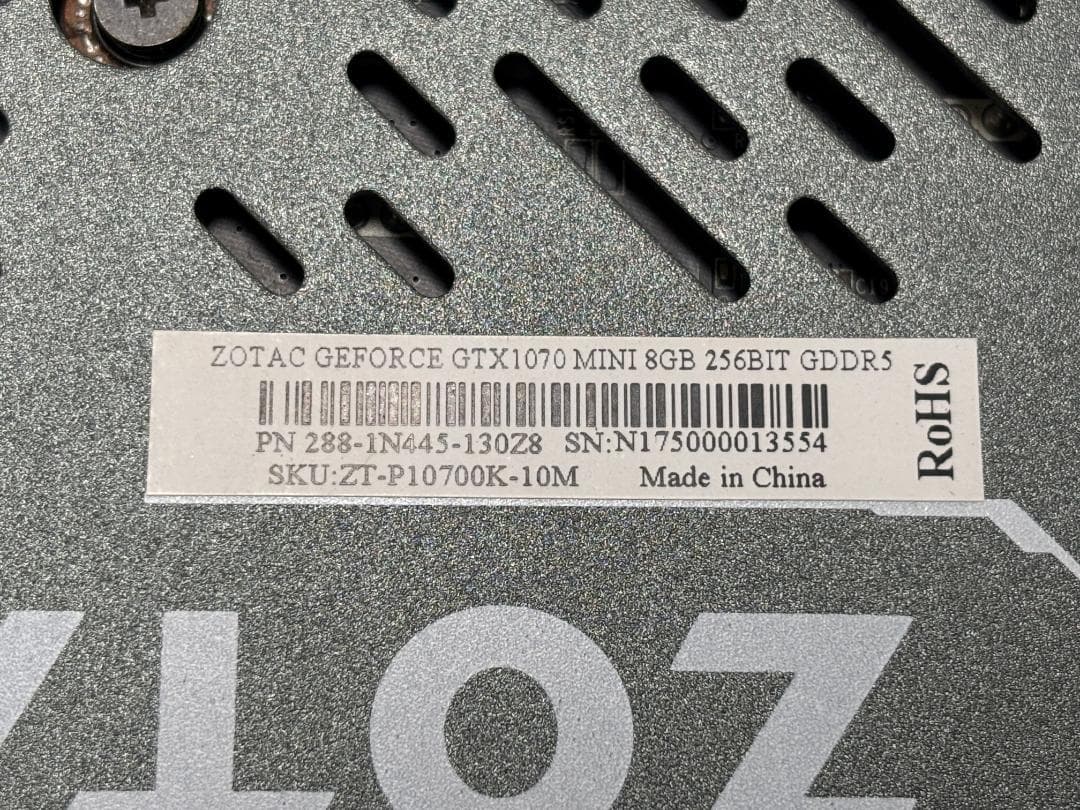 ZOTAC GEFORCE GTX1070 MINI 8GB 256BIT GDDR5
PN 288-1N445-130Z8 SN:N175000013554
SKU:ZT-P10700K-10M Made in China
RoHS
ZOT